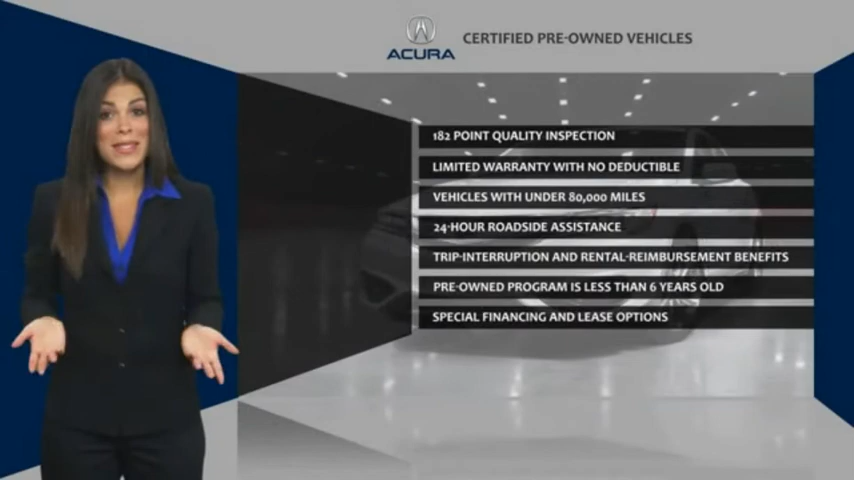 ACURA
CERTIFIED PRE-OWNED VEHICLES
182 POINT QUALITY INSPECTION
LIMITED WARRANTY WITH NO DEDUCTIBLE
VEHICLES WITH UNDER 80,000 MILES
24-HOUR ROADSIDE ASSISTANCE
TRIP-INTERRUPTION AND RENTAL-REIMBURSEMENT BENEFITS
PRE-OWNED PROGRAM IS LESS THAN 6 YEARS OLD
SPECIAL FINANCING AND LEASE OPTIONS